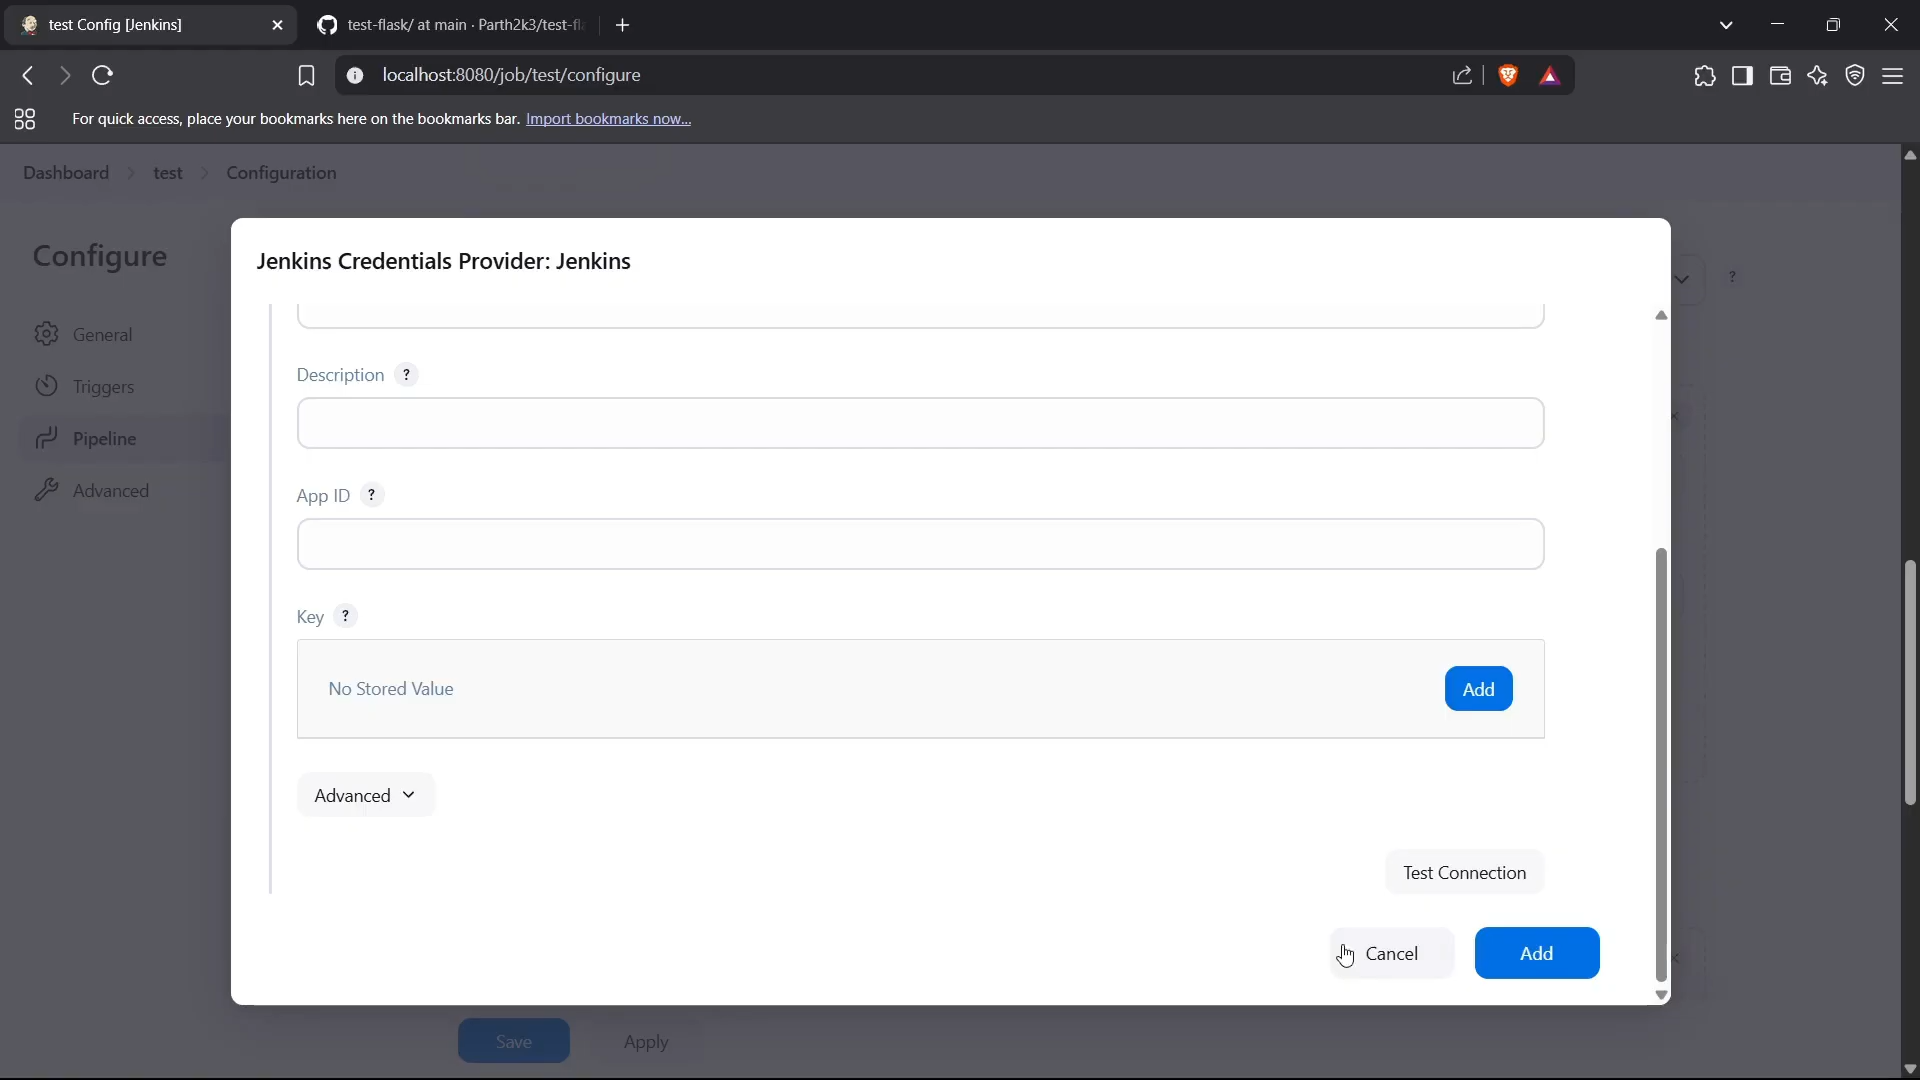 test Config [Jenkins]
test-flask/ at main · Parth2k3/test-fl
localhost:8080/job/test/configure
For quick access, place your bookmarks here on the bookmarks bar. Import bookmarks now...
Dashboard > test > Configuration
Configure
General
Triggers
Pipeline
Advanced
Jenkins Credentials Provider: Jenkins
?
Description ?
App ID ?
Key ?
No Stored Value
Add
Advanced
Test Connection
Cancel
Add
Save
Apply